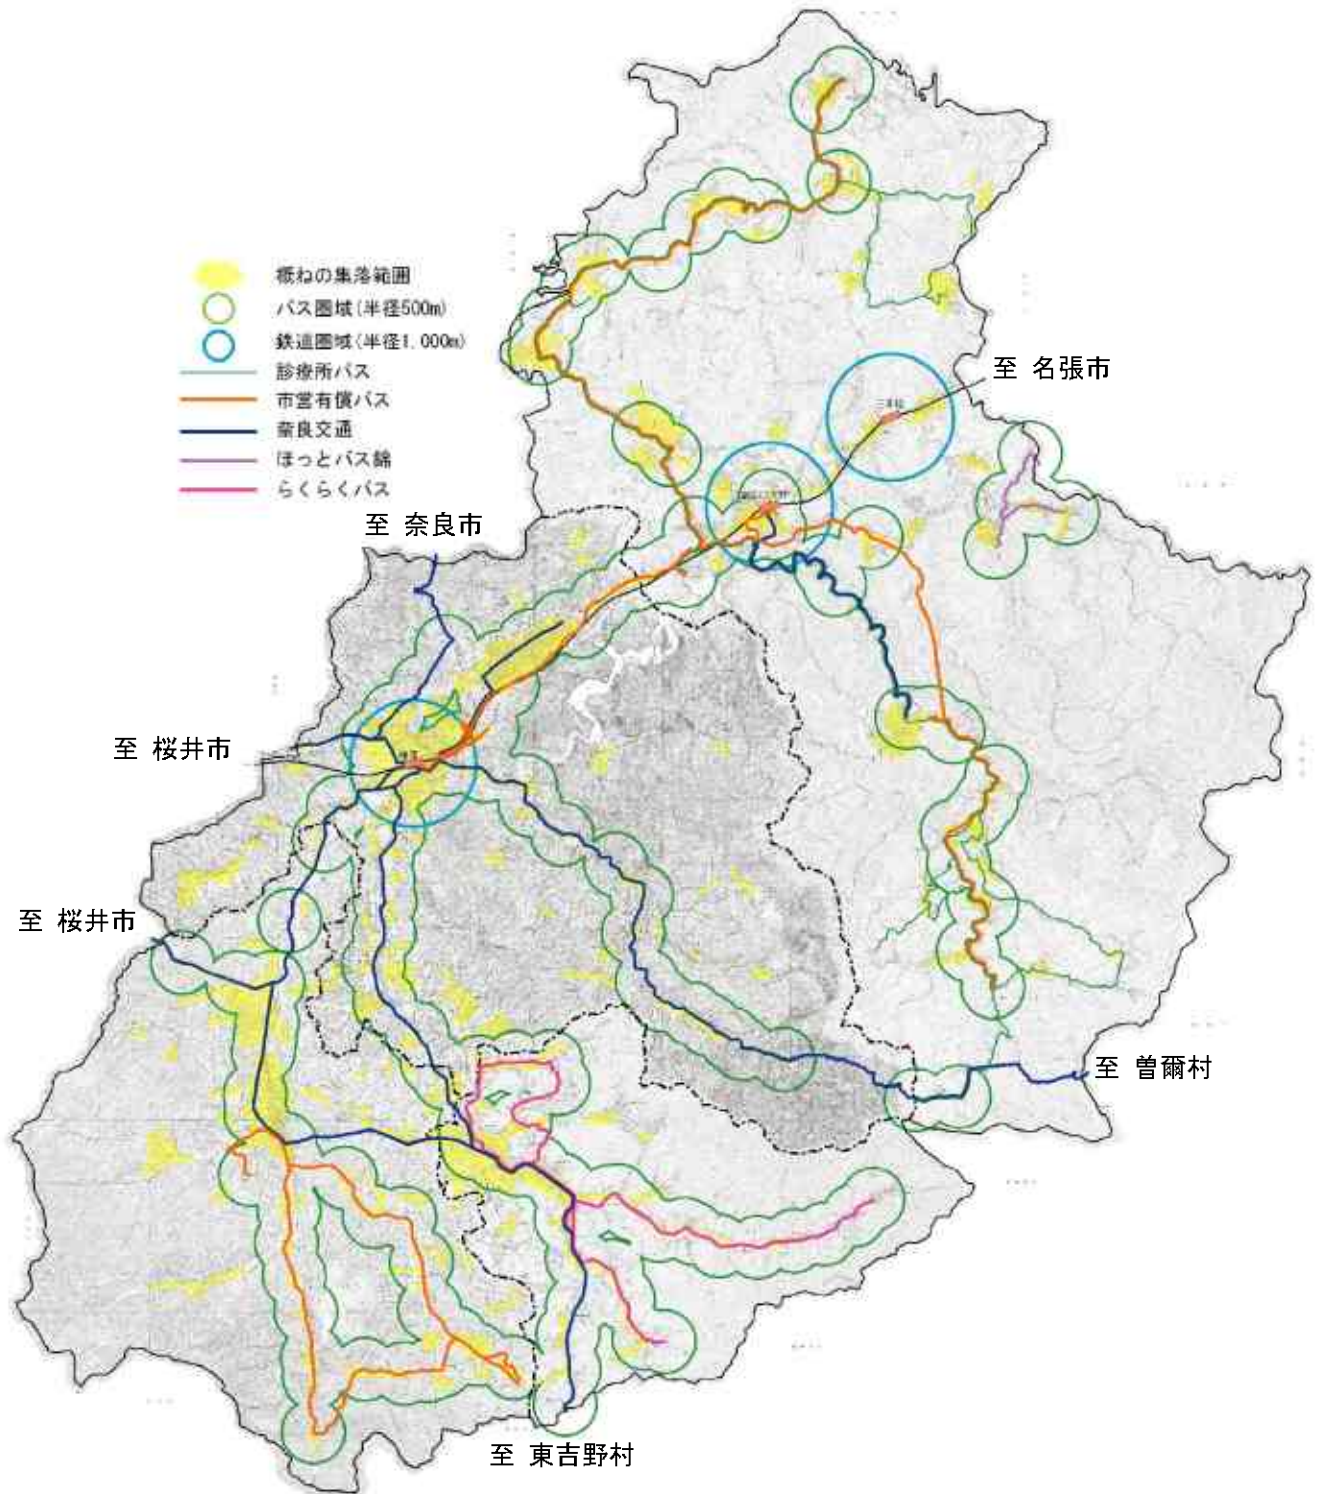 概ねの集落範囲
バス圏域(半径500m)
鉄道圏域(半径1,000m)
診療所バス
市営有償バス
奈良交通
ほっとバス錦
らくらくバス
至 名張市
至 奈良市
至 桜井市
至 桜井市
至 曽爾村
至 東吉野村